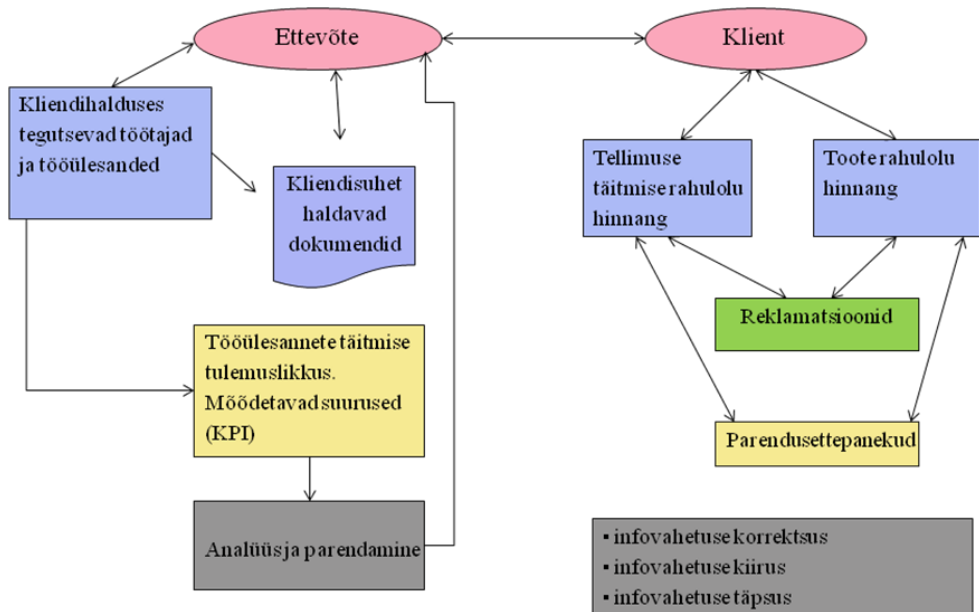 Ettevõte
Klient
Kliendihalduses
tegutsevad töötajad
ja tööülesanded
Kliendisuhet
haldavad
dokumendid
Tellimuse
täitmise rahulolu
hinnang
Toote rahulolu
hinnang
Reklamatsioonid
Tööülesannete täitmise
tulemuslikkus.
Mõõdetavad suurused
(KPI)
Parendusettepanekud
Analüüs ja parendamine
▪ infovahetuse korrektsus
▪ infovahetuse kiirus
▪ infovahetuse täpsus